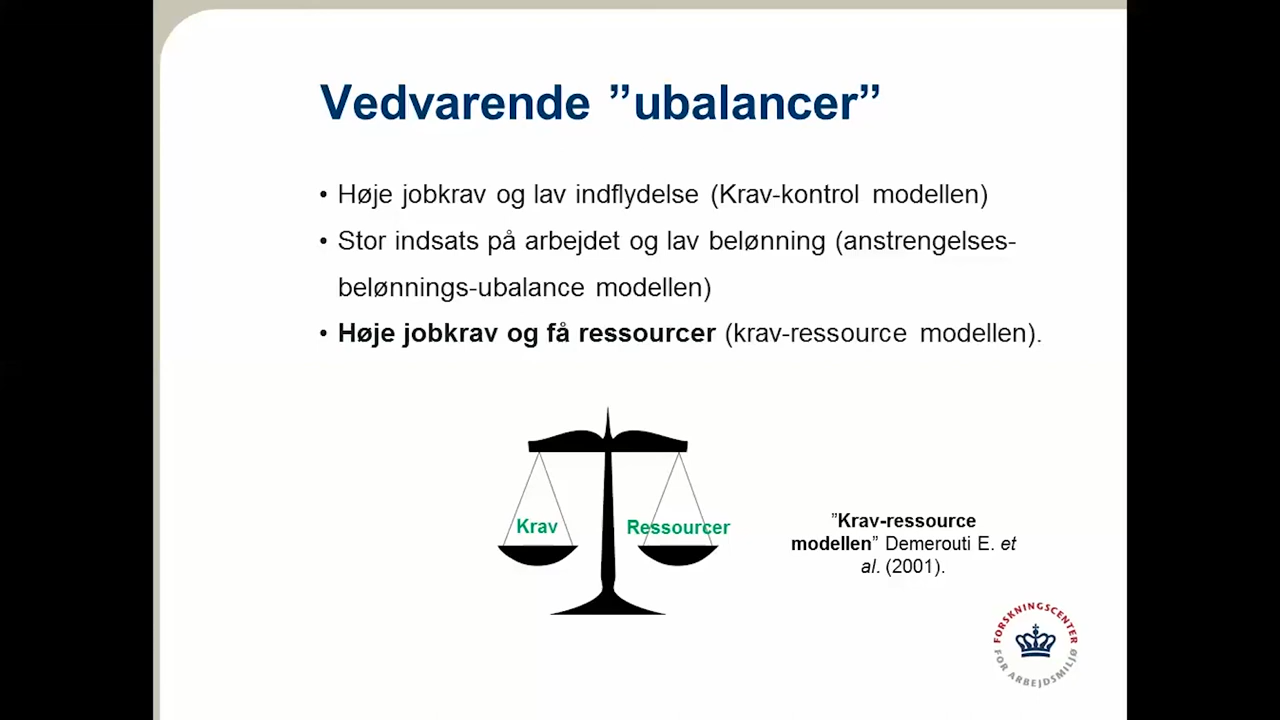 Vedvarende ”ubalancer”
• Høje jobkrav og lav indflydelse (Krav-kontrol modellen)
• Stor indsats på arbejdet og lav belønning (anstrengelses-
belønnings-ubalance modellen)
• Høje jobkrav og få ressourcer (krav-ressource modellen).
Krav
Ressourcer
”Krav-ressource
modellen” Demerouti E. et
al. (2001).
FORSKNINGSCENTER
FOR ARBEJDSMILJØ